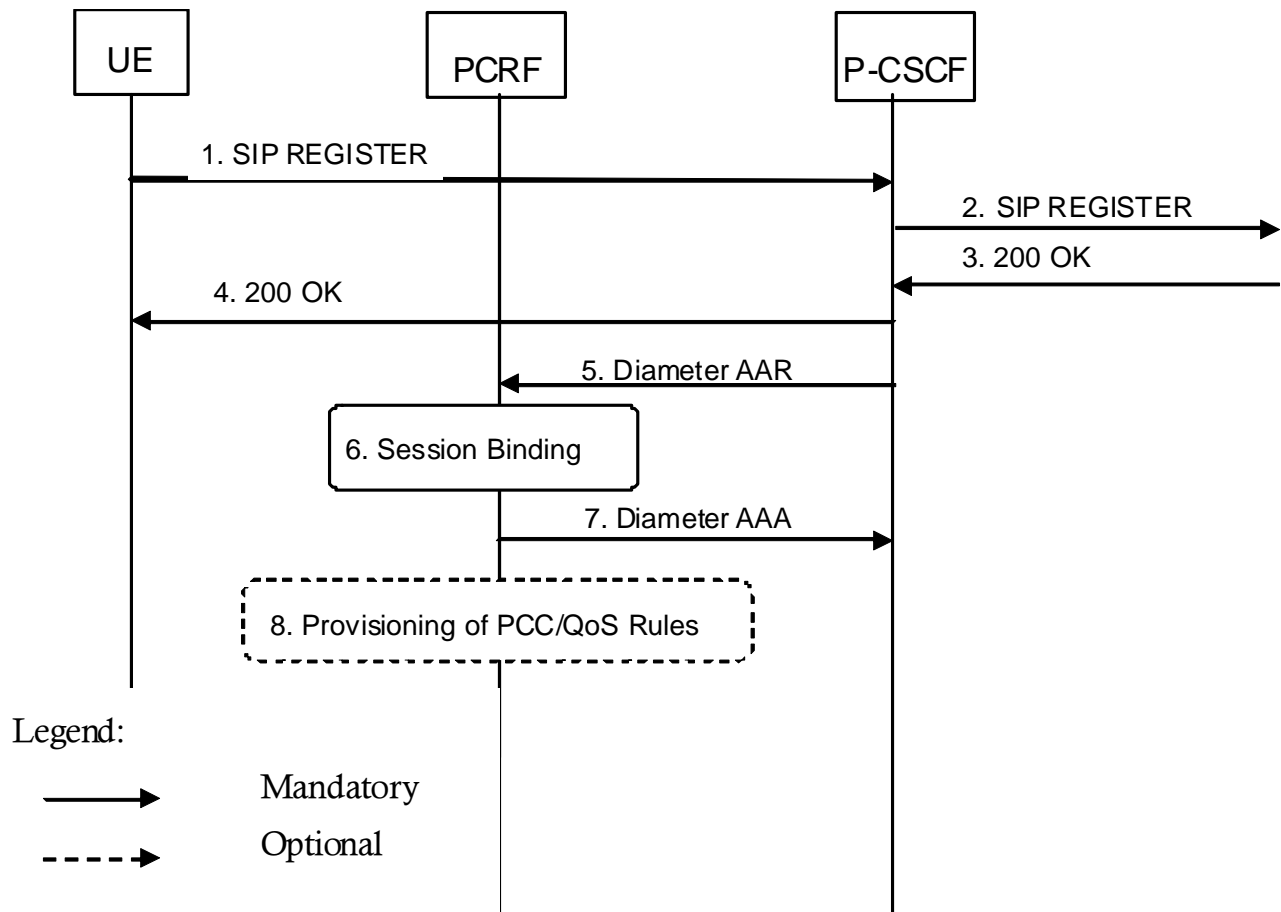 UE
PCRF
P-CSCF
1. SIP REGISTER
2. SIP REGISTER
3. 200 OK
4. 200 OK
5. Diameter AAR
6. Session Binding
7. Diameter AAA
8. Provisioning of PCC/QoS Rules
Legend:
Mandatory
Optional